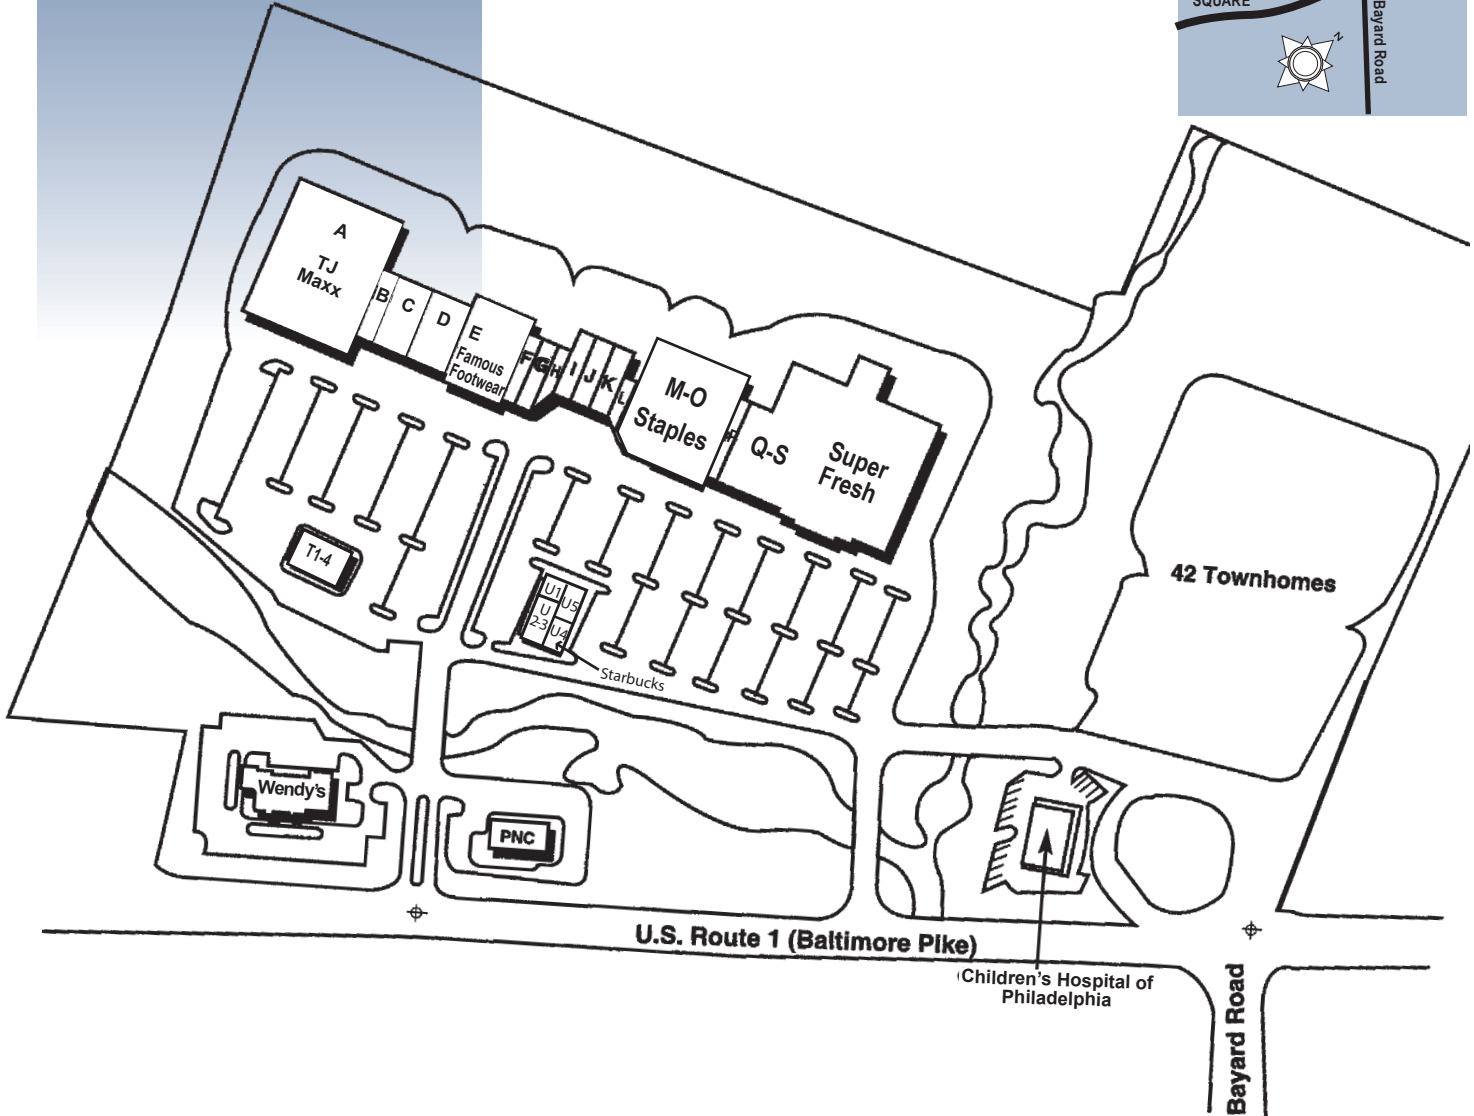 SQUARE
Bayard Road
N
A
TJ
Maxx
B
C
D
E
Famous
Footwear
F
G
H
I
J
K
L
M-O
Staples
P
Q-S
Super
Fresh
T1-4
U1
U5
U
2-3
U4
Starbucks
42 Townhomes
Wendy's
PNC
U.S. Route 1 (Baltimore Pike)
Children's Hospital of
Philadelphia
Bayard Road